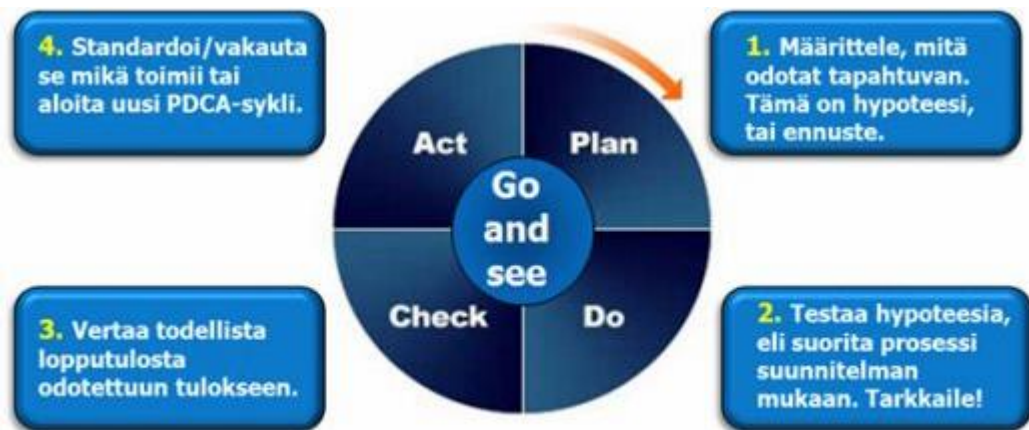 4. Standardoi/vakauta
se mikä toimii tai
aloita uusi PDCA-sykli.
1. Määrittele, mitä
odotat tapahtuvan.
Tämä on hypoteesi,
tai ennuste.
Act
Plan
Go
and
see
Check
Do
3. Vertaa todellista
lopputulosta
odotettuun tulokseen.
2. Testaa hypoteesia,
eli suorita prosessi
suunnitelman
mukaan. Tarkkaile!